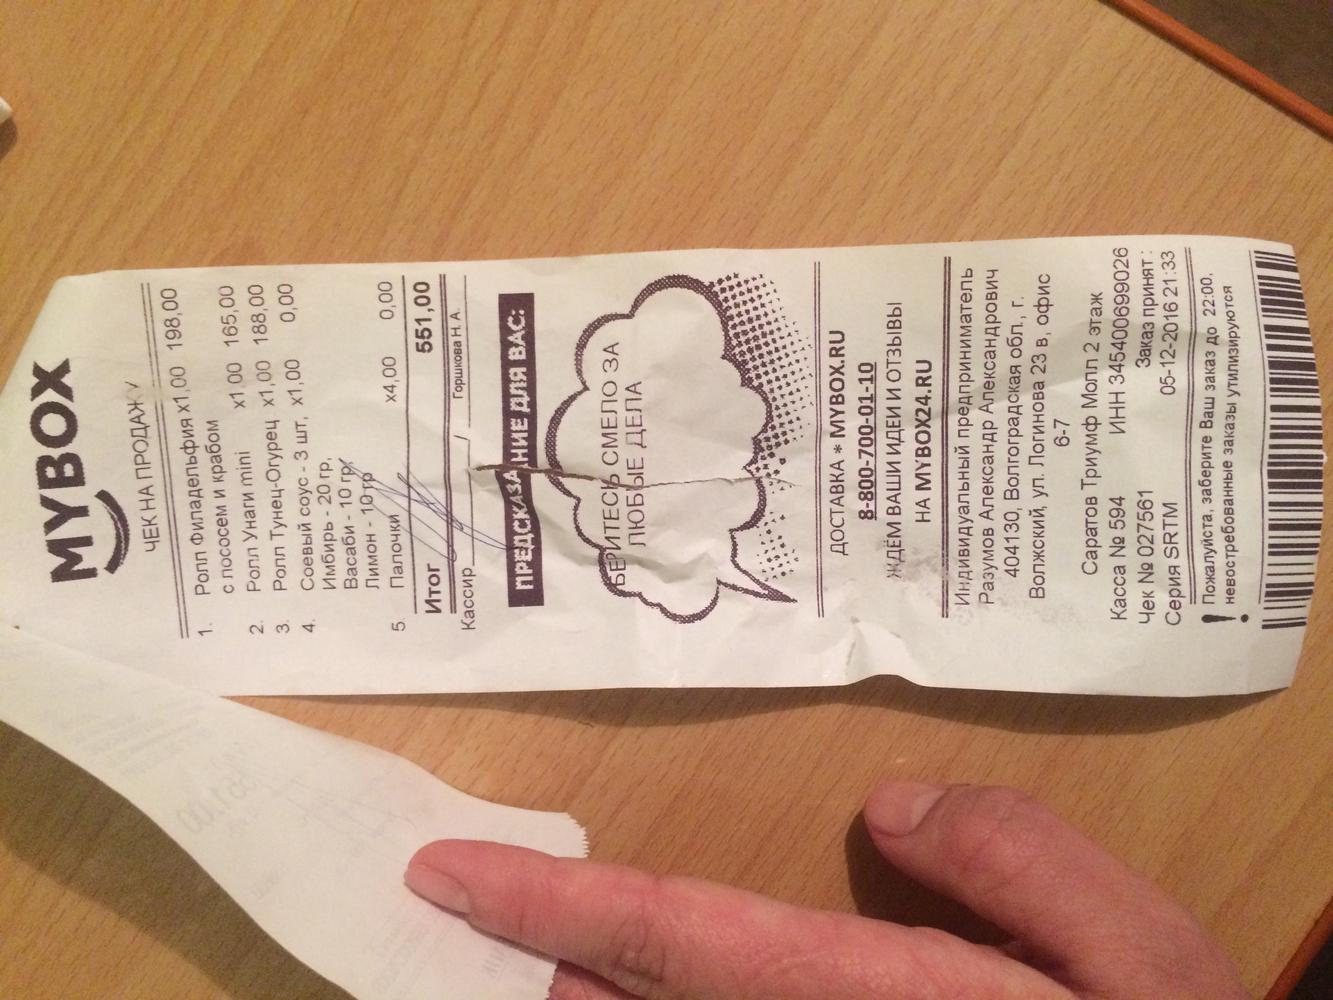 MYBOX
ЧЕК НА ПРОДАЖУ
1. Ролл Филадельфия x1,00 198,00
с лососем и крабом
2. Ролл Унаги mini x1,00 165,00
3. Ролл Тунец-Огурец x1,00 188,00
4. Соевый соус - 3 шт, x1,00 0,00
Имбирь - 20 гр,
Васаби - 10 гр,
Лимон - 10 гр
5 Палочки x4,00 0,00
Итог 551,00
Кассир / Горшкова Н. А.
ПРЕДСКАЗАНИЕ ДЛЯ ВАС:
БЕРИТЕСЬ СМЕЛО ЗА
ЛЮБЫЕ ДЕЛА
ДОСТАВКА * MYBOX.RU
8-800-700-01-10
ЖДЕМ ВАШИ ИДЕИ И ОТЗЫВЫ
НА MYBOX24.RU
Индивидуальный предприниматель
Разумов Александр Александрович
404130, Волгоградская обл., г.
Волжский, ул. Логинова 23 в, офис
6-7
Саратов Триумф Молл 2 этаж
Касса № 594 ИНН 345400699026
Чек № 027561 Заказ принят :
Серия SRTM 05-12-2016 21:33
! Пожалуйста, заберите Ваш заказ до 22:00,
невостребованные заказы утилизируются